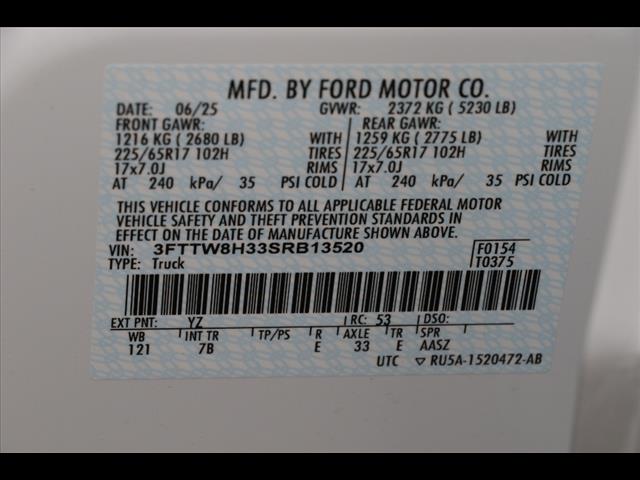 MFD. BY FORD MOTOR CO.
DATE: 06/25 GVWR: 2372 KG ( 5230 LB)
FRONT GAWR: REAR GAWR:
1216 KG ( 2680 LB) WITH 1259 KG ( 2775 LB) WITH
225/65R17 102H TIRES 225/65R17 102H TIRES
17x7.0J RIMS 17x7.0J RIMS
AT 240 kPa/ 35 PSI COLD AT 240 kPa/ 35 PSI COLD
THIS VEHICLE CONFORMS TO ALL APPLICABLE FEDERAL MOTOR
VEHICLE SAFETY AND THEFT PREVENTION STANDARDS IN
EFFECT ON THE DATE OF MANUFACTURE SHOWN ABOVE.
VIN: 3FTTW8H33SRB13520 F0154
TYPE: Truck T0375
EXT PNT: YZ RC: 53 DSO:
WB INT TR TP/PS R AXLE TR SPR
121 7B E 33 E AASZ
UTC ▽ RU5A-1520472-AB